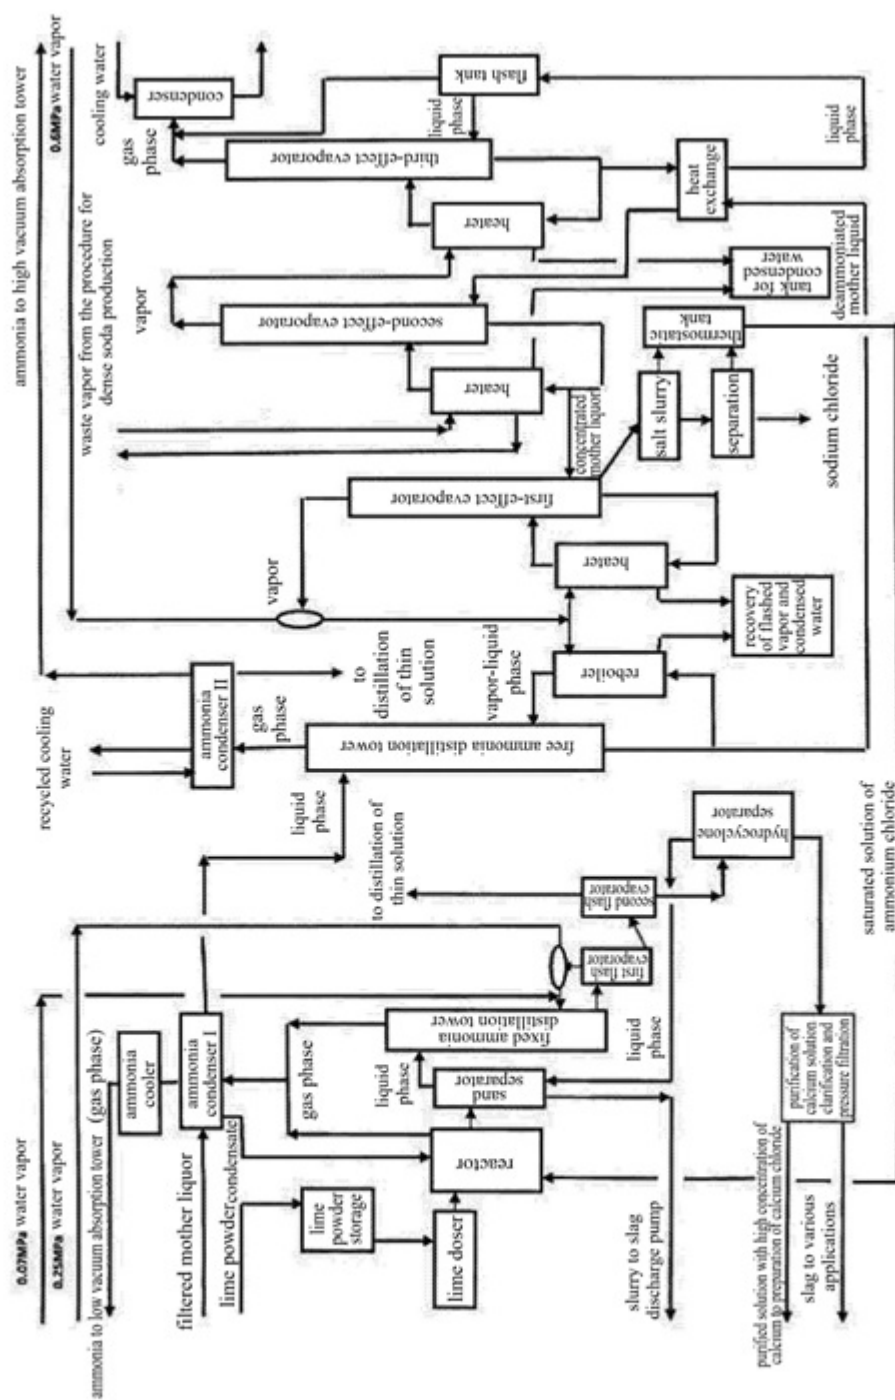 0.07MPa water vapor
0.25MPa water vapor
ammonia to low vacuum absorption tower (gas phase)
filtered mother liquor
lime powder
condensate
ammonia
cooler
ammonia
condenser I
lime
powder
storage
lime doser
gas phase
reactor
liquid
phase
sand
separator
fixed ammonia
distillation tower
first flash
evaporator
second flash
evaporator
to distillation of
thin solution
liquid
phase
hydrocyclone
separator
slurry to slag
discharge pump
purification of
calcium solution
clarification and
pressure filtration
purified solution with high concentration of
calcium to preparation of calcium chloride
slag to various
applications
saturated solution of
ammonium chloride
liquid
phase
recycled cooling
water
ammonia
condenser II
gas
phase
to
distillation
of thin
solution
free ammonia distillation tower
vapor-liquid
phase
reboiler
recovery
of flashed
vapor and
condensed
water
heater
vapor
first-effect evaporator
concentrated
mother liquor
salt slurry
separation
sodium chloride
thermostatic
tank
heater
second-effect evaporator
vapor
tank for
condensed
water
deammoniated
mother liquid
heater
third-effect evaporator
heat
exchange
liquid
phase
liquid
phase
flash tank
gas
phase
condenser
cooling water
ammonia to high vacuum absorption tower
0.6MPa water vapor
waste vapor from the procedure for
dense soda production